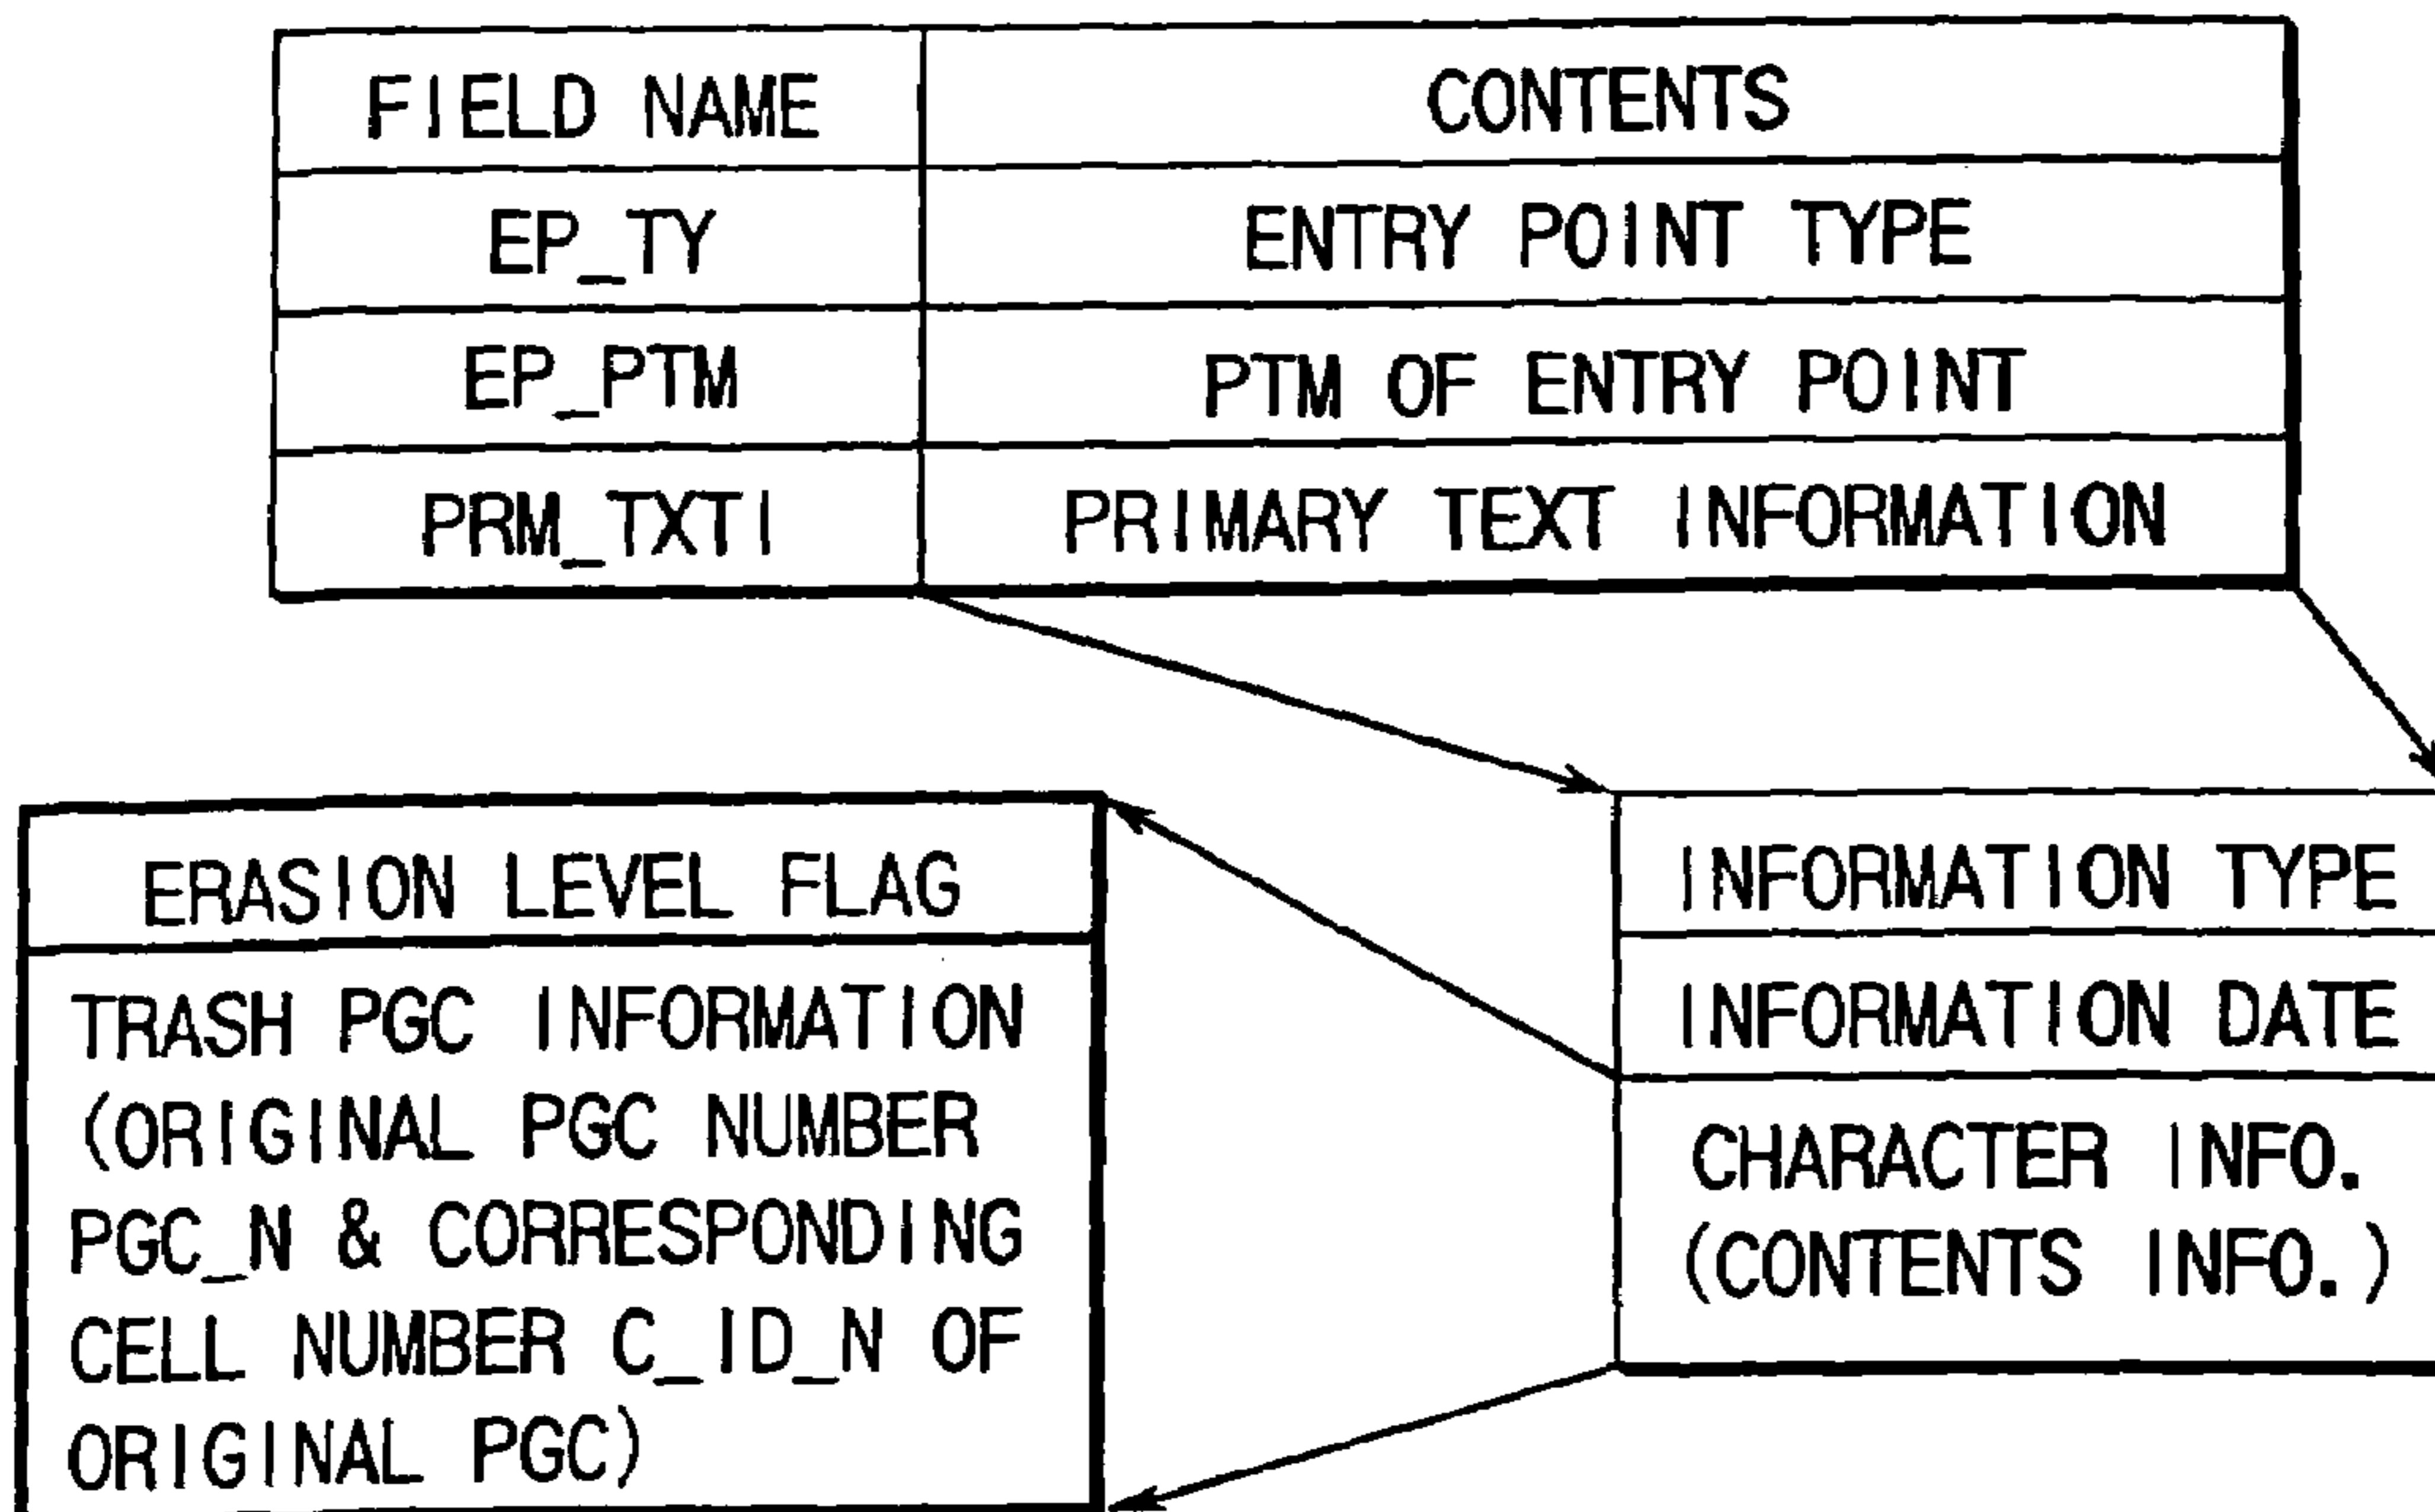 FIELD NAME CONTENTS
EP_TY ENTRY POINT TYPE
EP_PTM PTM OF ENTRY POINT
PRM_TXTI PRIMARY TEXT INFORMATION
ERASION LEVEL FLAG
TRASH PGC INFORMATION
(ORIGINAL PGC NUMBER
PGC_N & CORRESPONDING
CELL NUMBER C_ID_N OF
ORIGINAL PGC)
INFORMATION TYPE
INFORMATION DATE
CHARACTER INFO.
(CONTENTS INFO.)